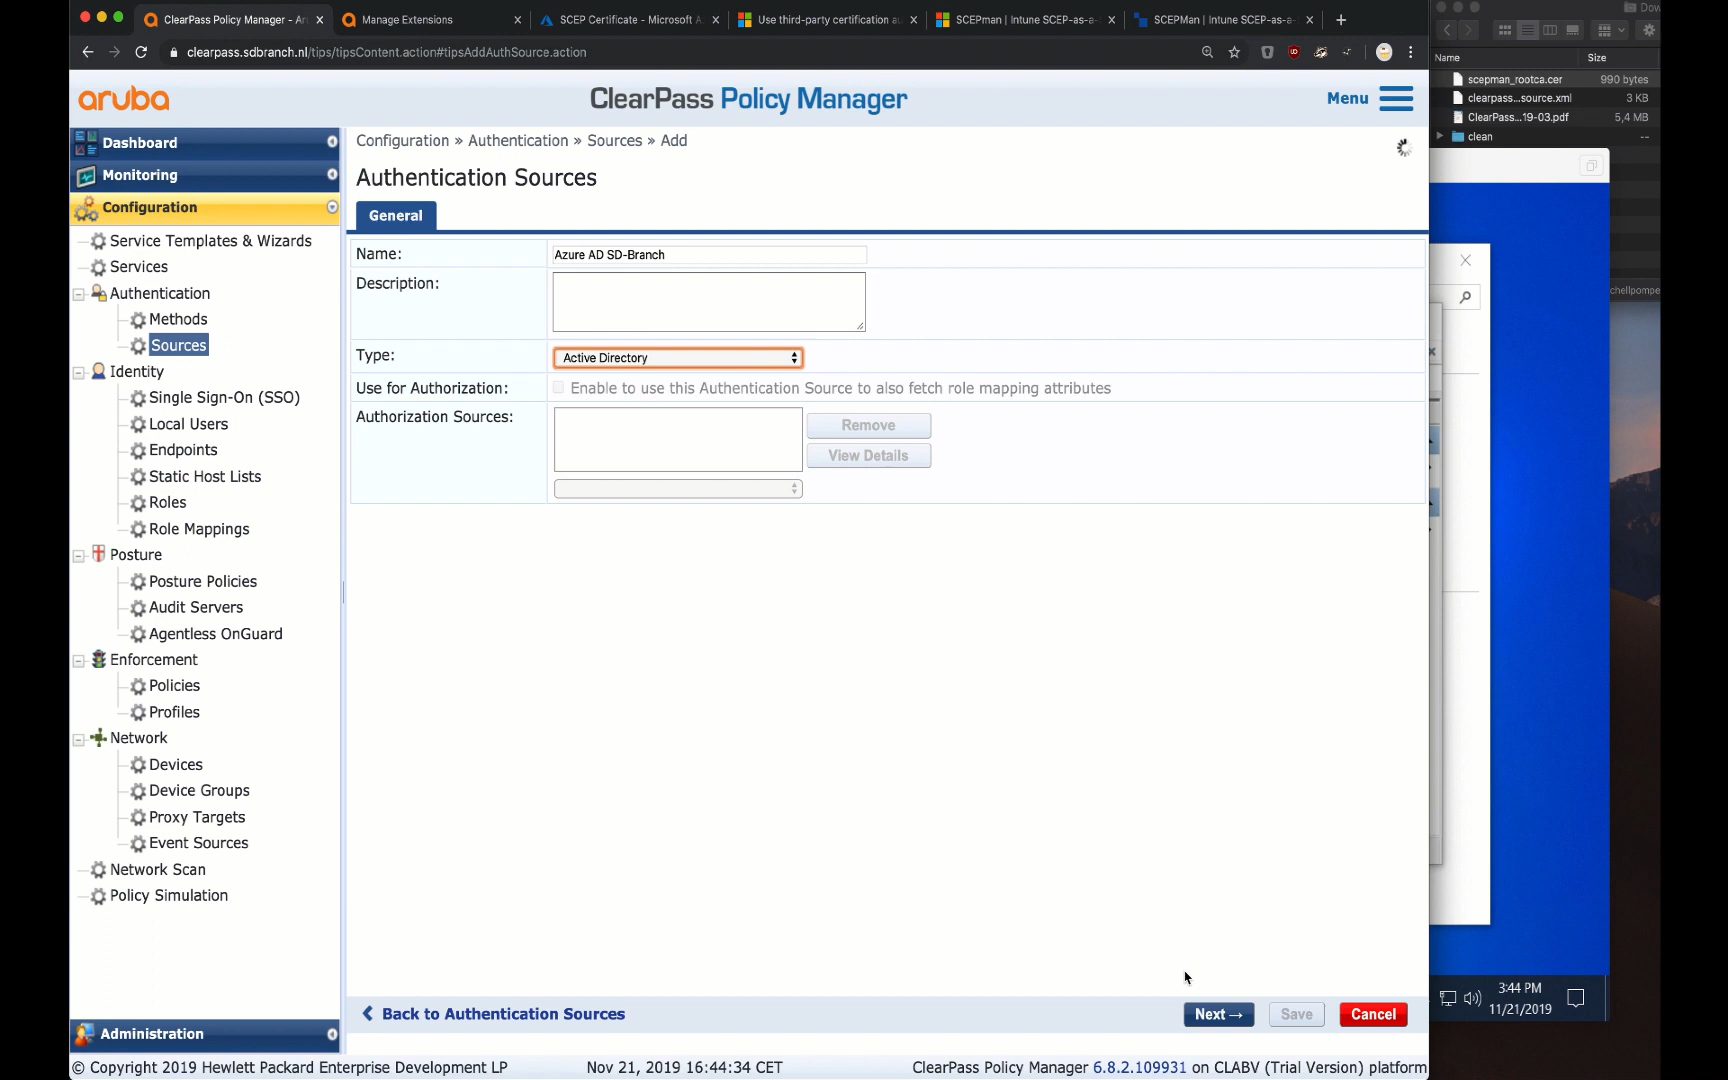 ClearPass Policy Manager - Ar
Manage Extensions
SCEP Certificate - Microsoft A
Use third-party certification au
SCEPman | Intune SCEP-as-a-
SCEPMan | Intune SCEP-as-a-
clearpass.sdbranch.nl/tips/tipsContent.action#tipsAddAuthSource.action
Dow
Name
Size
scepman_rootca.cer
990 bytes
clearpass...source.xml
3 KB
ClearPass...19-03.pdf
5,4 MB
clean
--
aruba
ClearPass Policy Manager
Menu
Dashboard
Monitoring
Configuration
Service Templates & Wizards
Services
Authentication
Methods
Sources
Identity
Single Sign-On (SSO)
Local Users
Endpoints
Static Host Lists
Roles
Role Mappings
Posture
Posture Policies
Audit Servers
Agentless OnGuard
Enforcement
Policies
Profiles
Network
Devices
Device Groups
Proxy Targets
Event Sources
Network Scan
Policy Simulation
Administration
Configuration » Authentication » Sources » Add
Authentication Sources
General
Name:
Azure AD SD-Branch
Description:
Type:
Active Directory
Use for Authorization:
Enable to use this Authentication Source to also fetch role mapping attributes
Authorization Sources:
Remove
View Details
Back to Authentication Sources
Next →
Save
Cancel
chellpompe
3:44 PM
11/21/2019
© Copyright 2019 Hewlett Packard Enterprise Development LP
Nov 21, 2019 16:44:34 CET
ClearPass Policy Manager 6.8.2.109931 on CLABV (Trial Version) platform